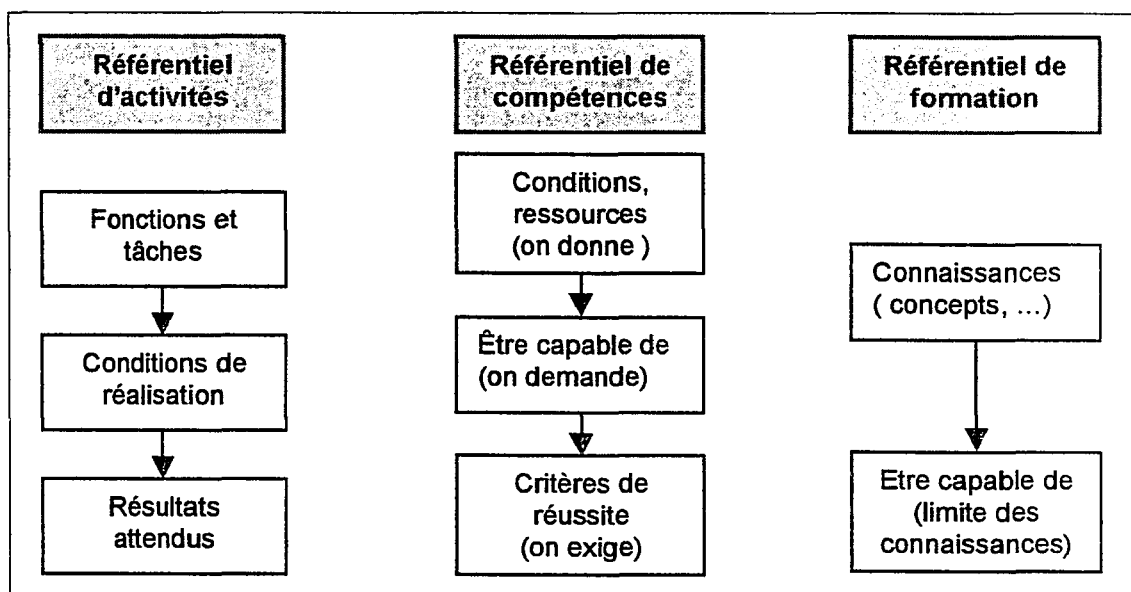 Référentiel
d'activités
Fonctions et
tâches
Conditions de
réalisation
Résultats
attendus
Référentiel de
compétences
Conditions,
ressources
(on donne )
Être capable de
(on demande)
Critères de
réussite
(on exige)
Référentiel de
formation
Connaissances
( concepts, ...)
Etre capable de
(limite des
connaissances)